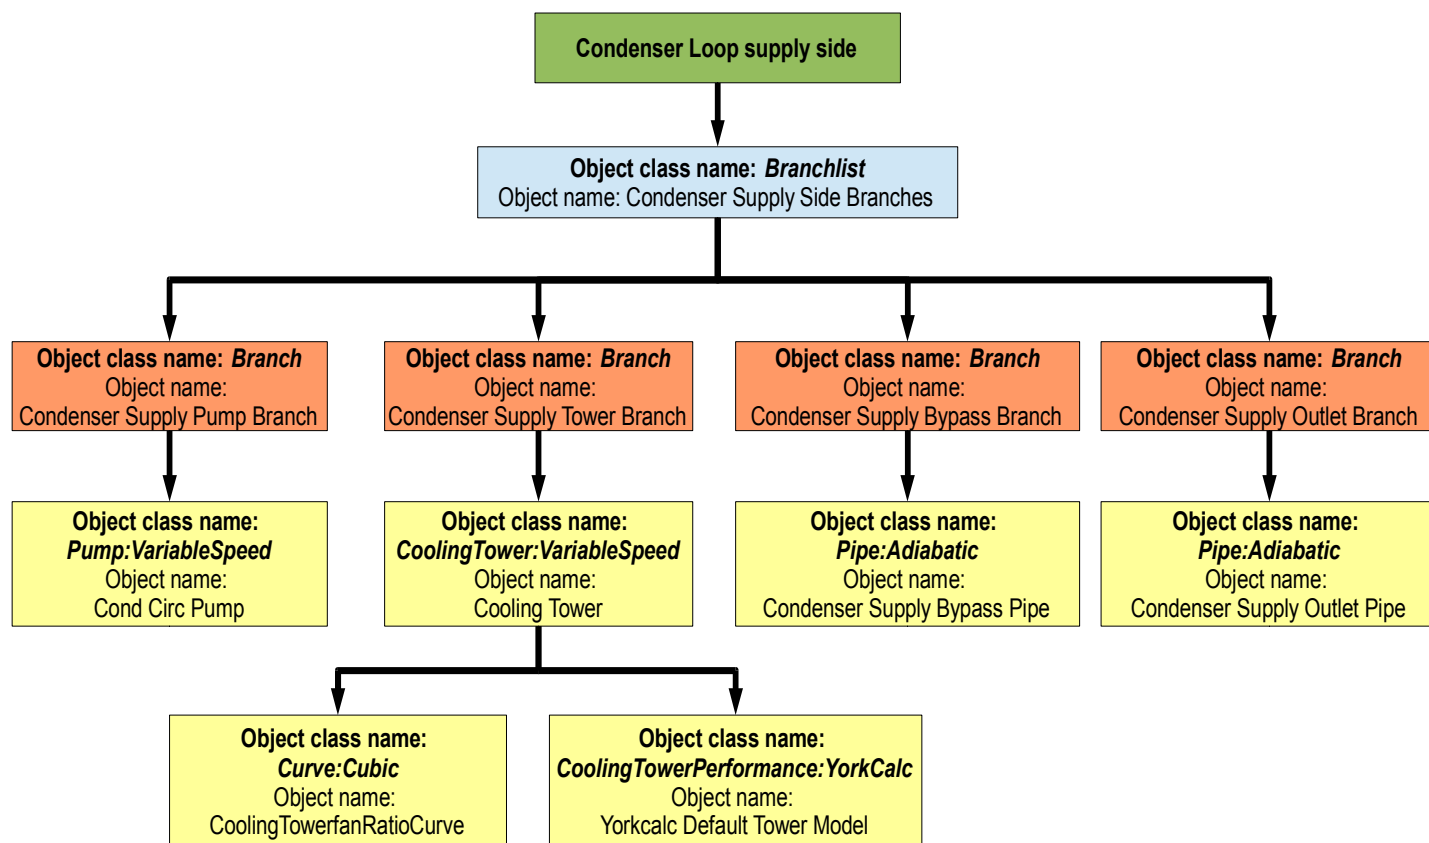 Condenser Loop supply side
Object class name: Branchlist
Object name: Condenser Supply Side Branches
Object class name: Branch
Object name:
Condenser Supply Pump Branch
Object class name: Branch
Object name:
Condenser Supply Tower Branch
Object class name: Branch
Object name:
Condenser Supply Bypass Branch
Object class name: Branch
Object name:
Condenser Supply Outlet Branch
Object class name:
Pump:VariableSpeed
Object name:
Cond Circ Pump
Object class name:
CoolingTower:VariableSpeed
Object name:
Cooling Tower
Object class name:
Pipe:Adiabatic
Object name:
Condenser Supply Bypass Pipe
Object class name:
Pipe:Adiabatic
Object name:
Condenser Supply Outlet Pipe
Object class name:
Curve:Cubic
Object name:
CoolingTowerfanRatioCurve
Object class name:
CoolingTowerPerformance:YorkCalc
Object name:
Yorkcalc Default Tower Model